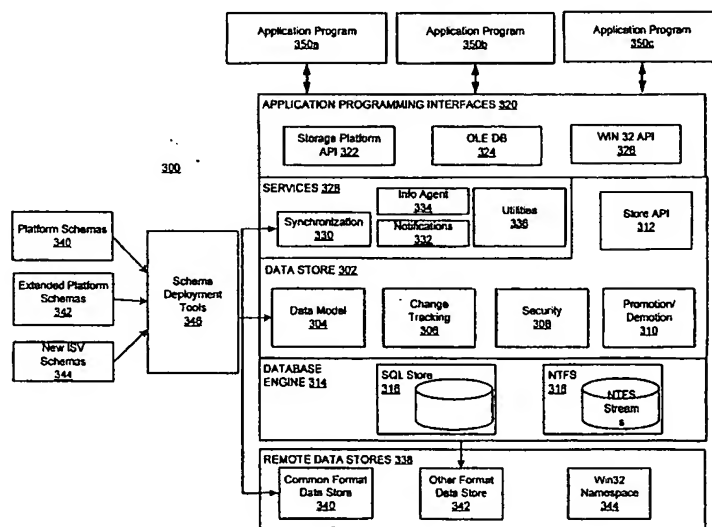 Application Program
350a
Application Program
350b
Application Program
350c
APPLICATION PROGRAMMING INTERFACES 320
Storage Platform
API 322
OLE DB
324
WIN 32 API
326
300
SERVICES 328
Synchronization
330
Info Agent
334
Notifications
332
Utilities
336
Store API
312
Platform Schemas
340
Extended Platform
Schemas
342
New ISV
Schemas
344
Schema
Deployment
Tools
346
DATA STORE 302
Data Model
304
Change
Tracking
306
Security
308
Promotion/
Demotion
310
DATABASE
ENGINE 314
SQL Store
316
NTFS
318
NTFS
Stream
s
REMOTE DATA STORES 338
Common Format
Data Store
340
Other Format
Data Store
342
Win32
Namespace
344